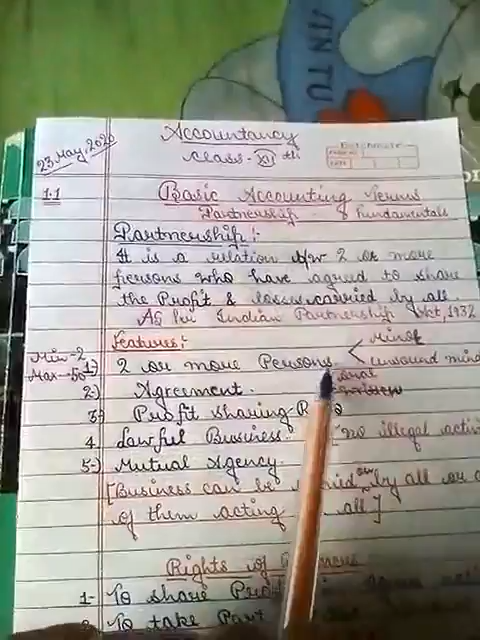 INTU
Accountancy
23 May, 2020
Class - XII th
1.1
Basic Accounting Terms
Partnership - Fundamentals
Partnership :
It is a relation b/w 2 or more
persons who have agreed to share
the Profit & losses carried by all.
As per Indian Partnership Act, 1932
Features:
Min-2
Max-50
1) 2 or more Persons < Minor
unsound mind
2) Agreement.
3) Profit sharing-R
4. Lawful Business. [no illegal
5-) Mutual Agency.
[Business can be by all or
of them acting all]
Rights of
1- To share
2- To take Part